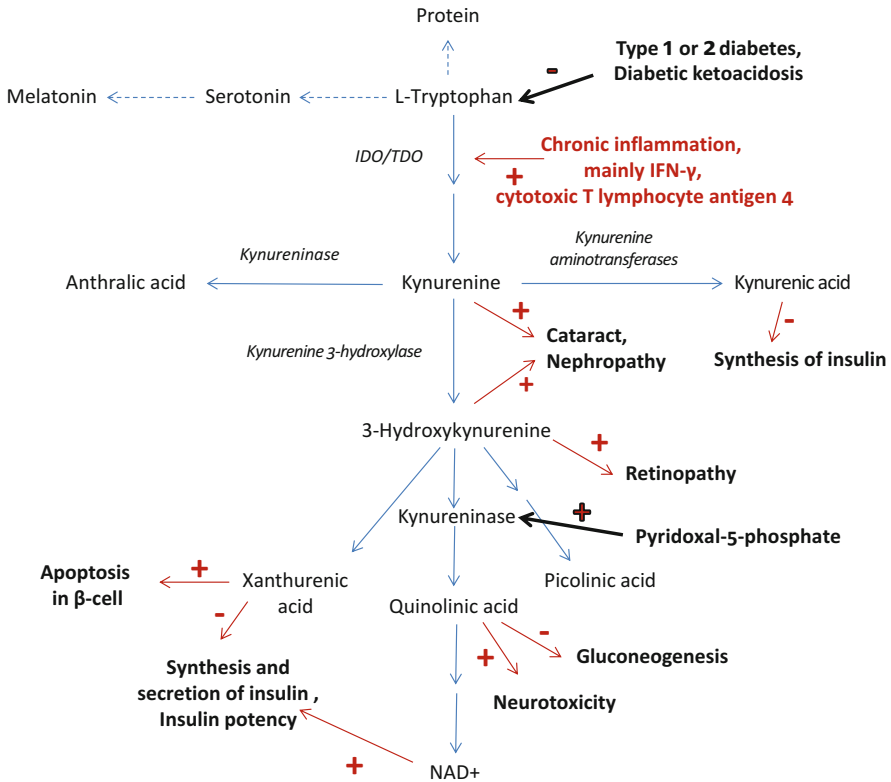 Protein
Type 1 or 2 diabetes,
Diabetic ketoacidosis
-
Melatonin
Serotonin
L-Tryptophan
IDO/TDO
Chronic inflammation,
mainly IFN-γ,
cytotoxic T lymphocyte antigen 4
+
Kynureninase
Kynurenine
aminotransferases
Anthralic acid
Kynurenine
Kynurenic acid
+
-
Kynurenine 3-hydroxylase
Cataract,
Nephropathy
+
Synthesis of insulin
3-Hydroxykynurenine
+
Retinopathy
Kynureninase
+
Pyridoxal-5-phosphate
Apoptosis
in β-cell
+
Xanthurenic
acid
Picolinic acid
-
Quinolinic acid
+
-
Gluconeogenesis
Synthesis and
secretion of insulin ,
Insulin potency
Neurotoxicity
+
NAD+